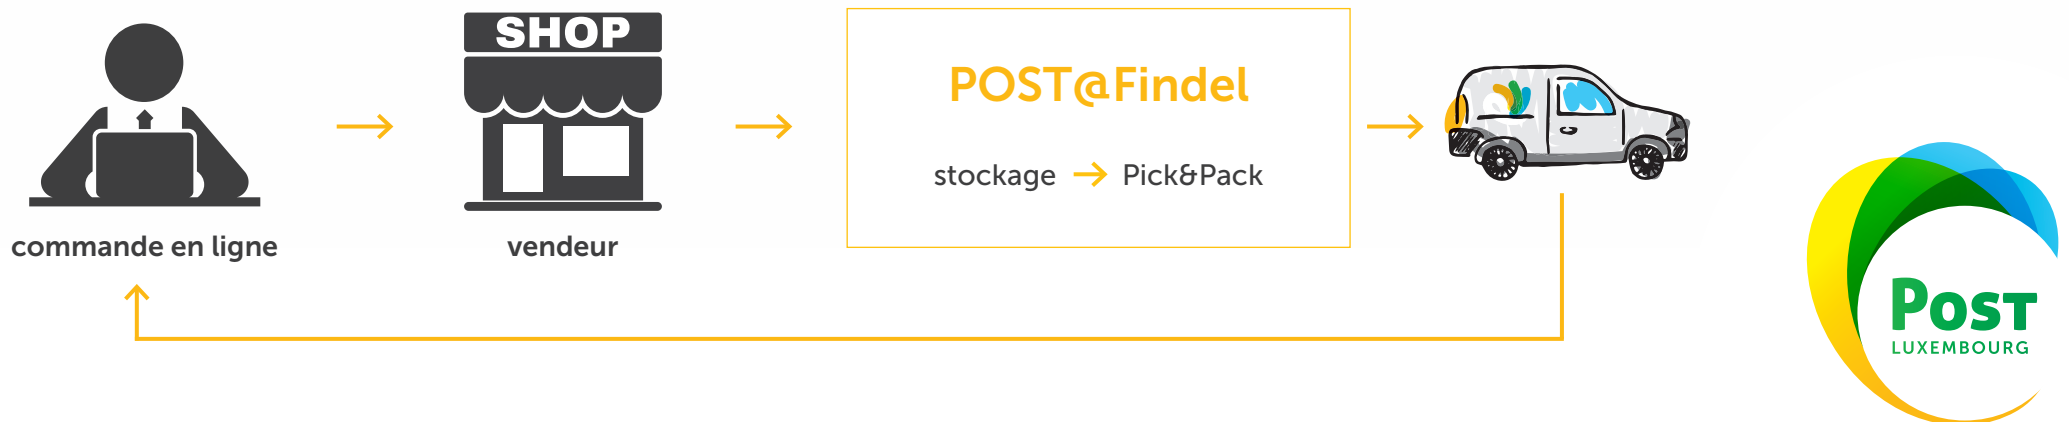 SHOP
POST@Findel
stockage → Pick&Pack
commande en ligne
vendeur
POST
LUXEMBOURG